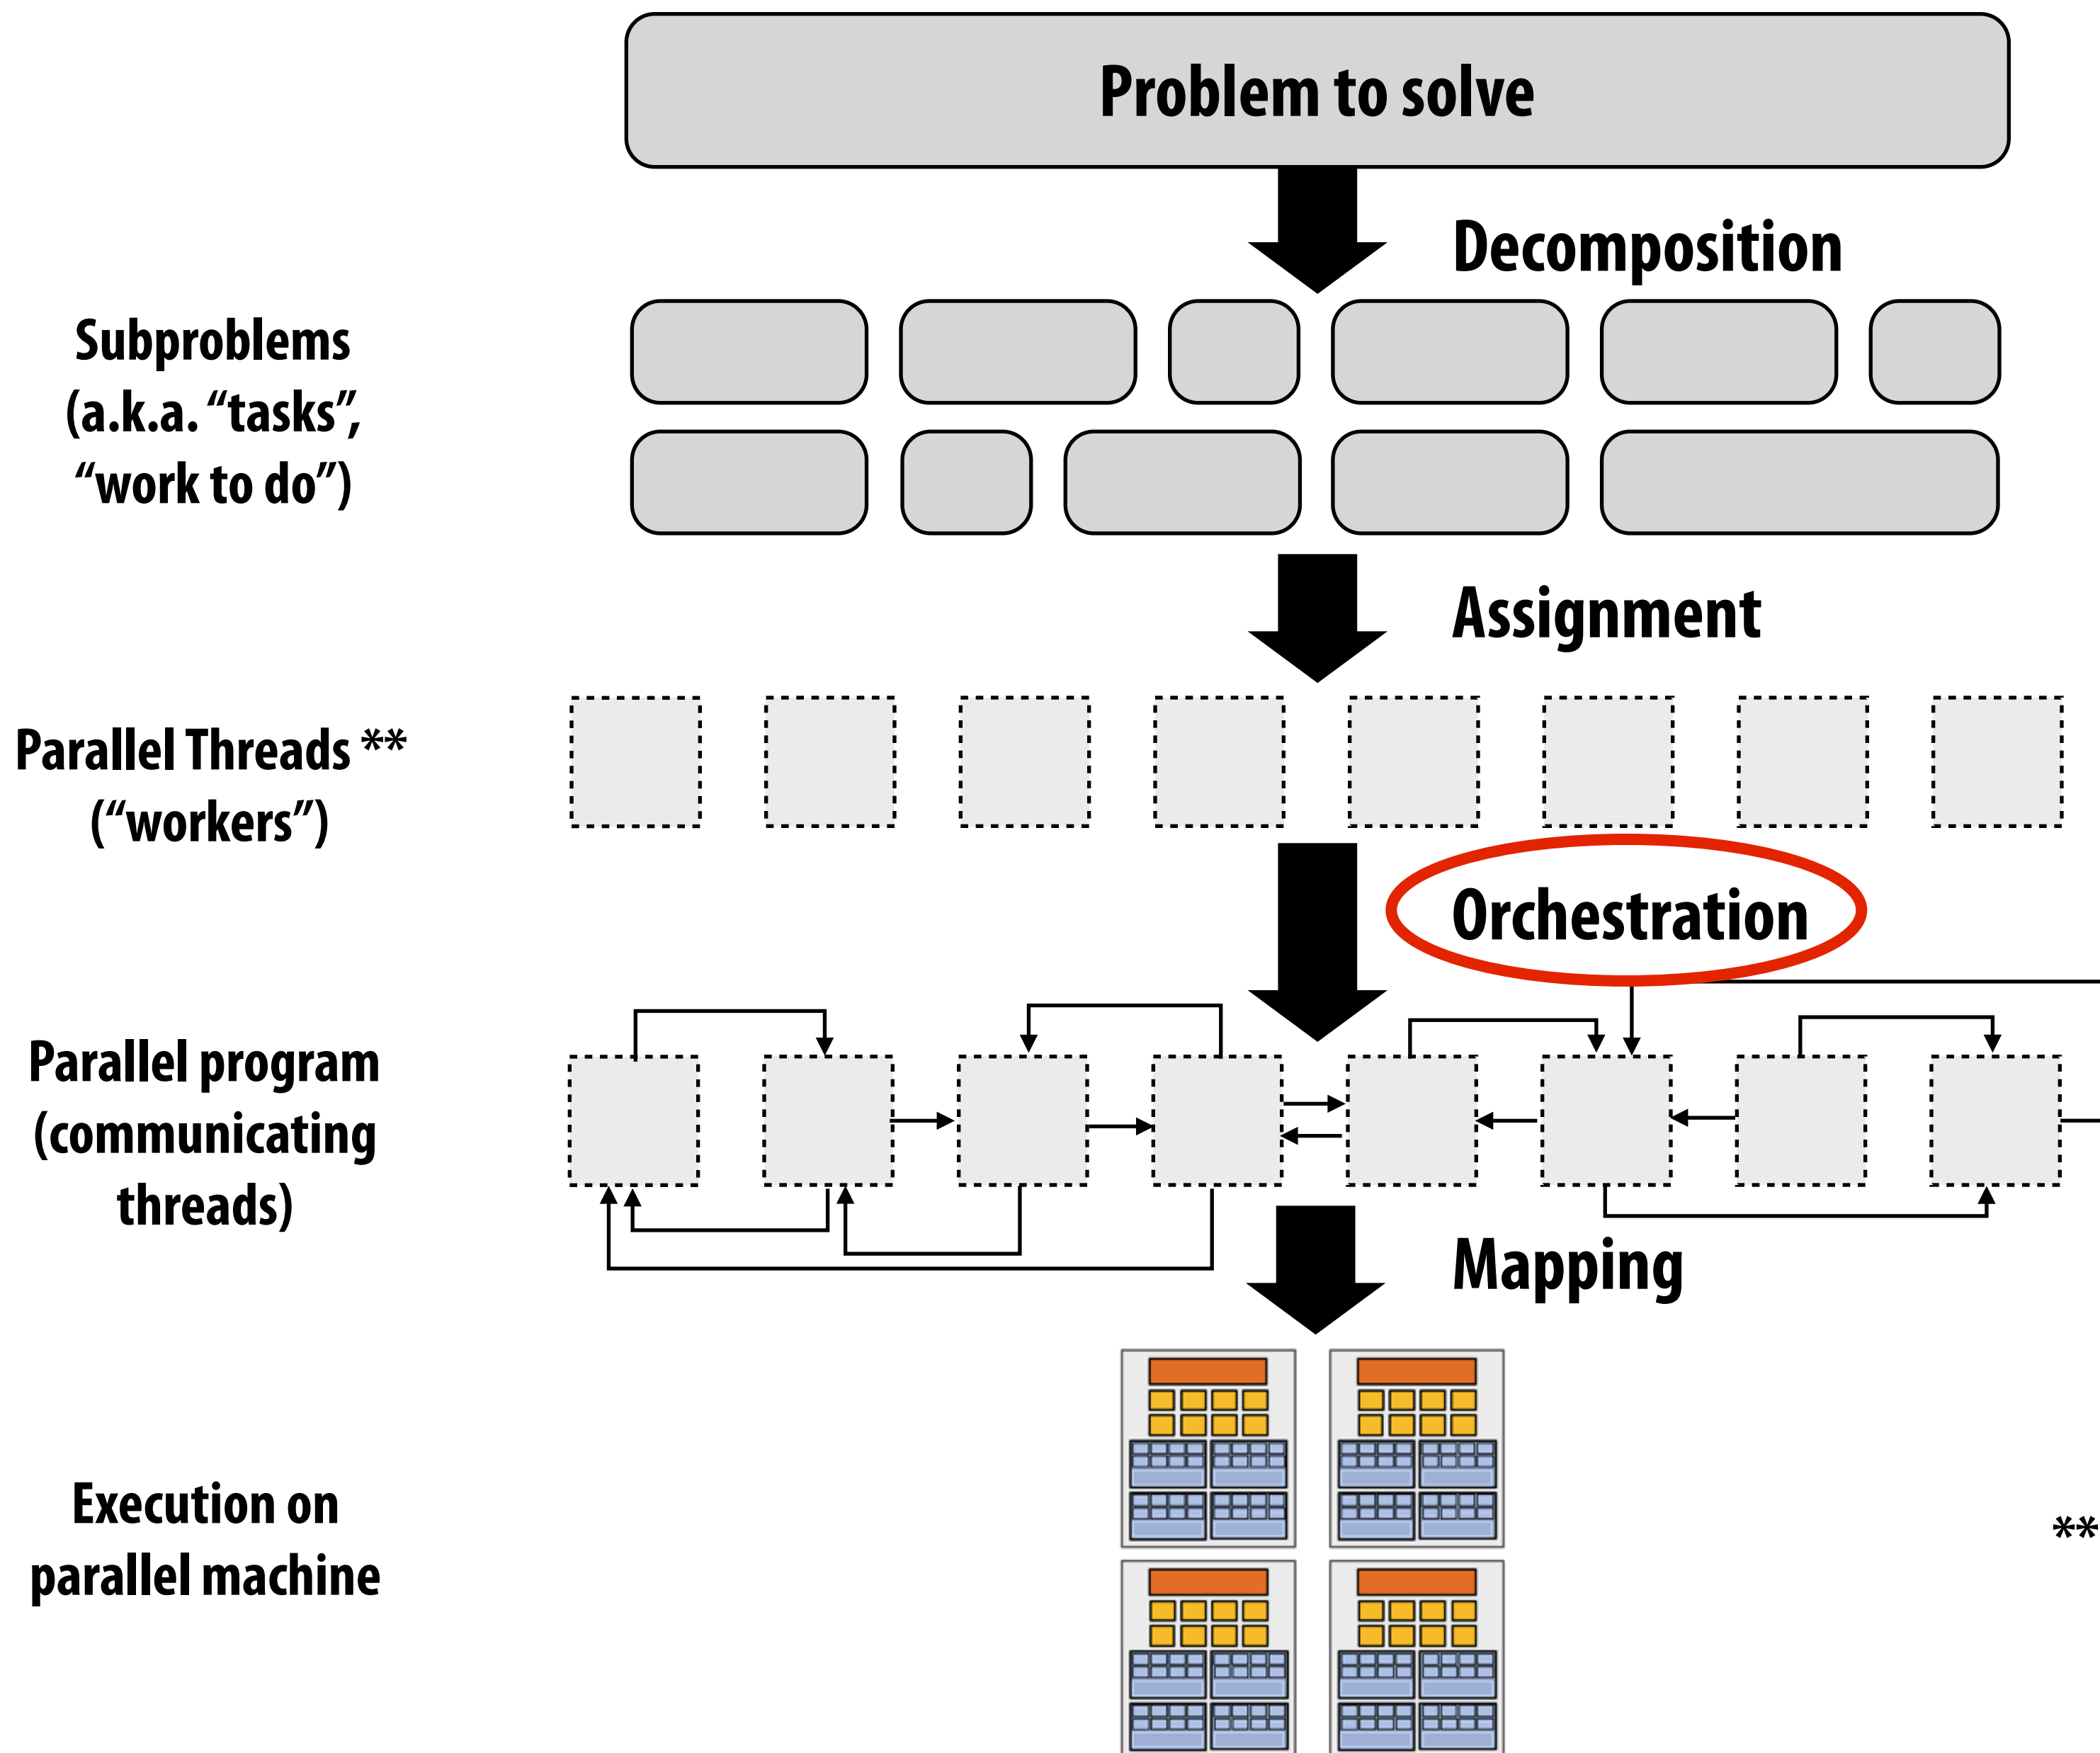 Problem to solve
Decomposition
Subproblems
(a.k.a. “tasks”,
“work to do”)
Assignment
Parallel Threads **
(“workers”)
Orchestration
Parallel program
(communicating
threads)
Mapping
Execution on
parallel machine
**